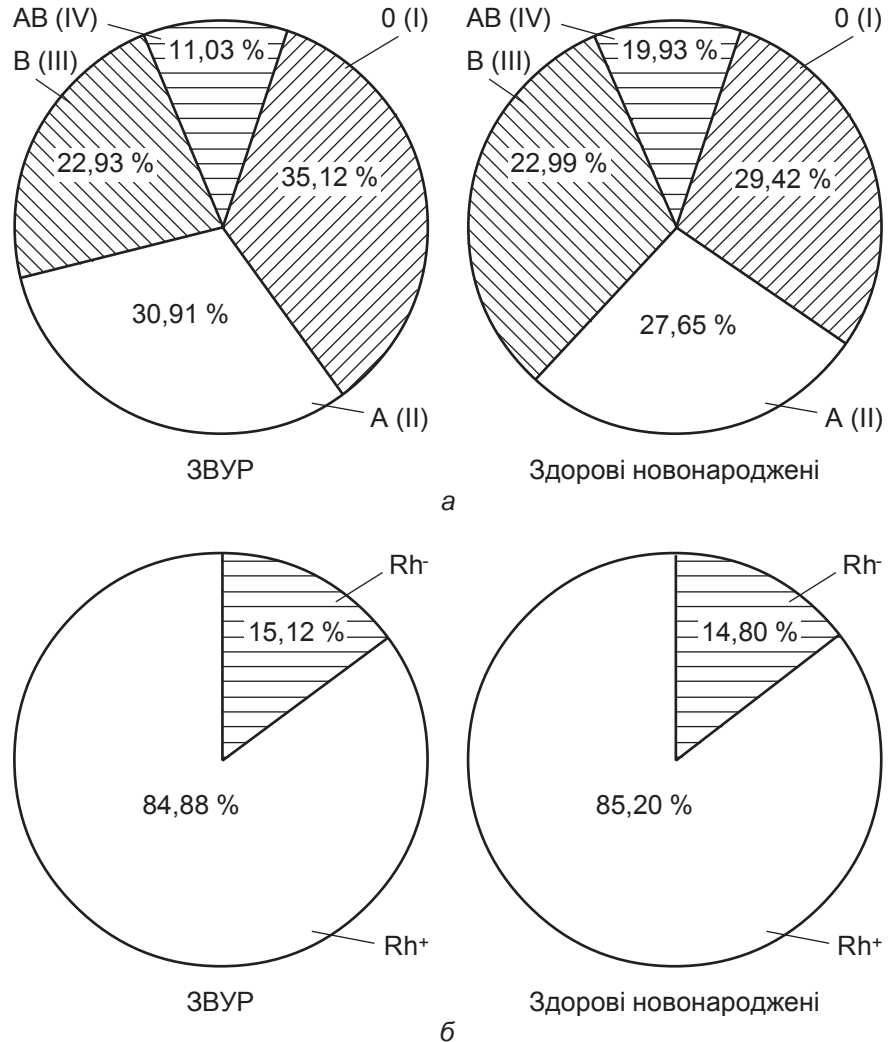 AB (IV)
0 (I)
B (III)
11,03 %
22,93 %
35,12 %
30,91 %
A (II)
ЗВУР
AB (IV)
0 (I)
B (III)
19,93 %
22,99 %
29,42 %
27,65 %
A (II)
Здорові новонароджені
а
Rh-
15,12 %
84,88 %
Rh+
ЗВУР
Rh-
14,80 %
85,20 %
Rh+
Здорові новонароджені
б